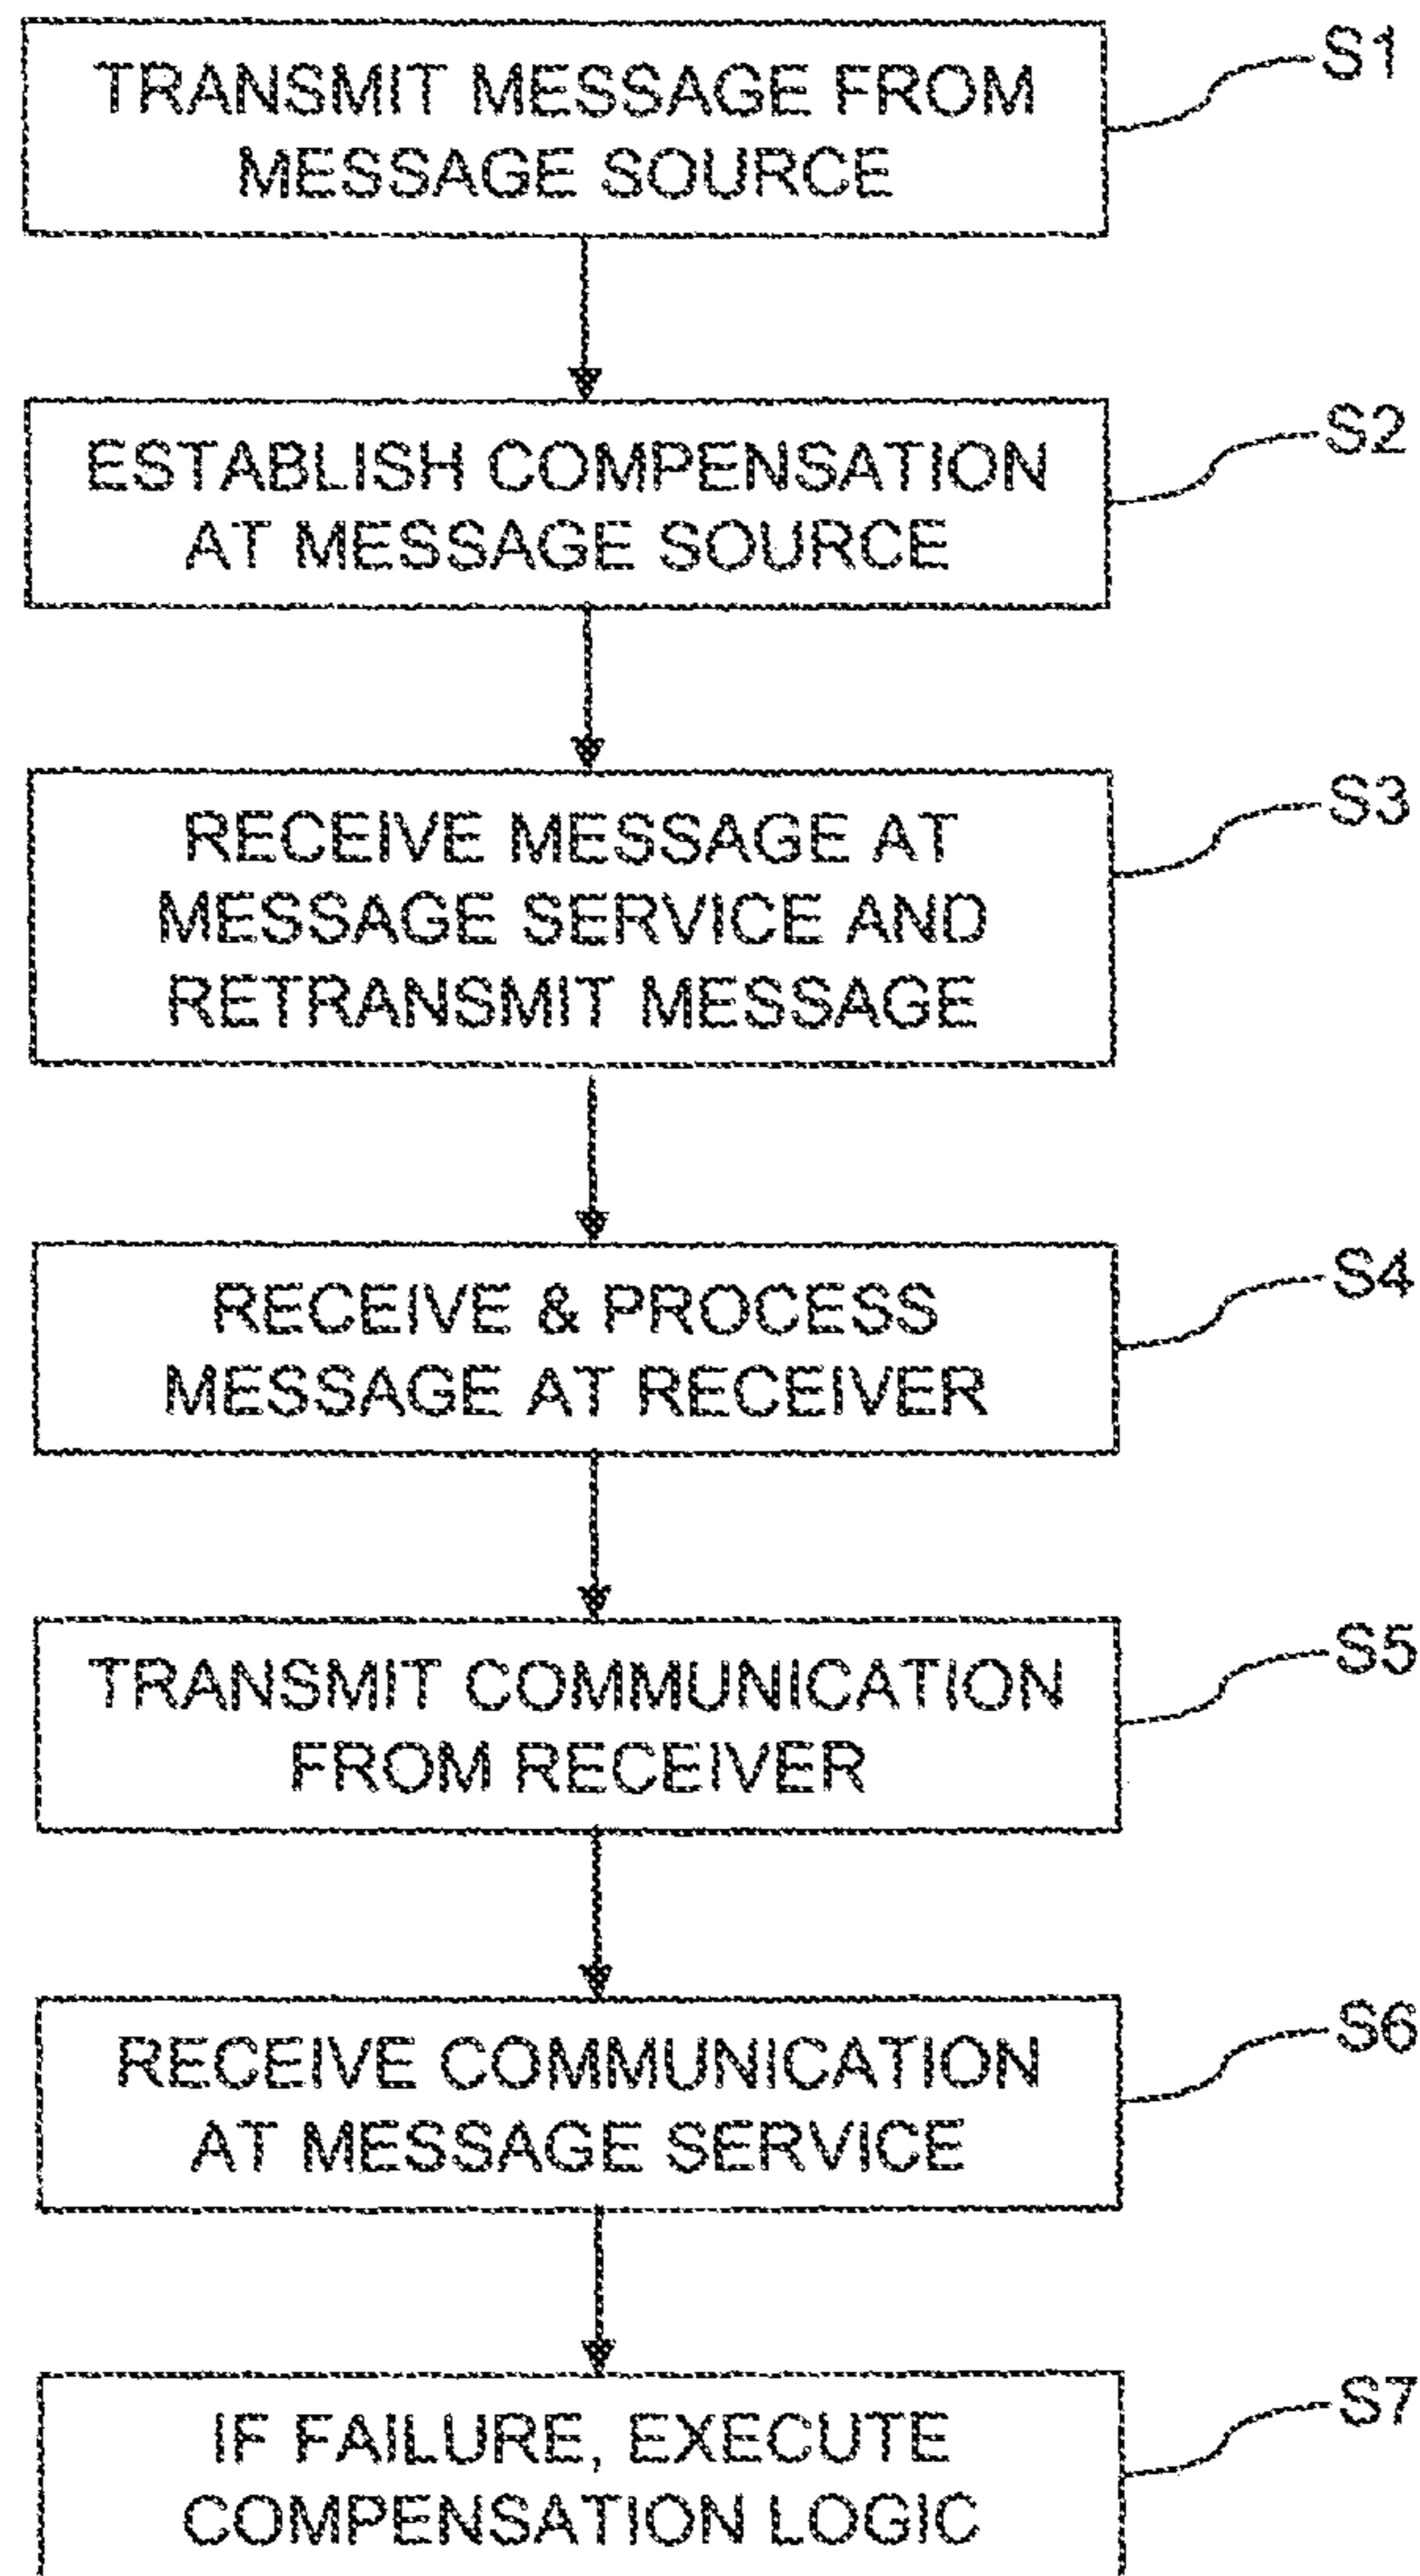 TRANSMIT MESSAGE FROM
MESSAGE SOURCE
S1
ESTABLISH COMPENSATION
AT MESSAGE SOURCE
S2
RECEIVE MESSAGE AT
MESSAGE SERVICE AND
RETRANSMIT MESSAGE
S3
RECEIVE & PROCESS
MESSAGE AT RECEIVER
S4
TRANSMIT COMMUNICATION
FROM RECEIVER
S5
RECEIVE COMMUNICATION
AT MESSAGE SERVICE
S6
IF FAILURE, EXECUTE
COMPENSATION LOGIC
S7